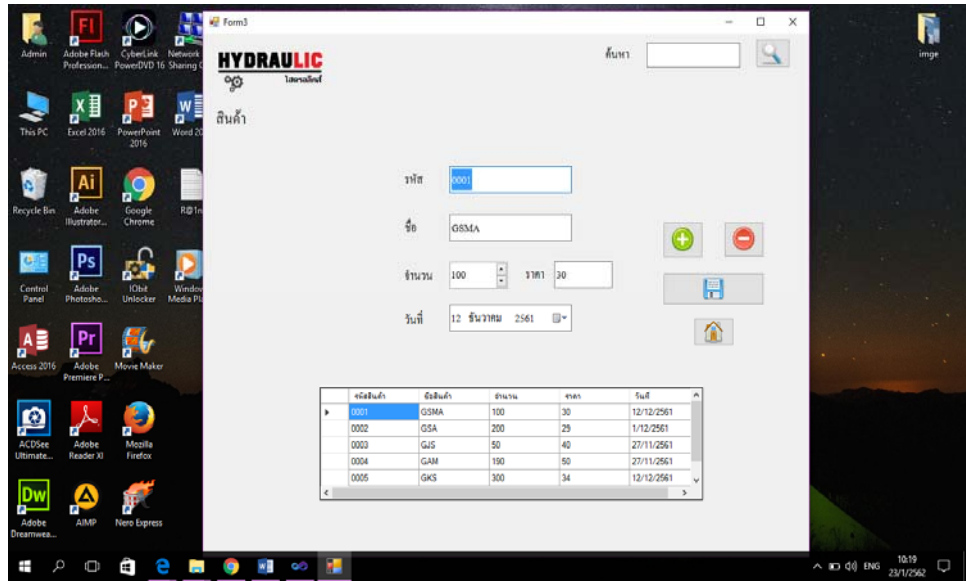 Form3
HYDRAULIC
ไฮดรอลิคส์
ค้นหา
สินค้า
รหัส 0001
ชื่อ GSMA
จำนวน 100 ราคา 30
วันที่ 12 ธันวาคม 2561
รหัสสินค้า ชื่อสินค้า จำนวน ราคา วันที่
0001 GSMA 100 30 12/12/2561
0002 GSA 200 29 1/12/2561
0003 GJS 50 40 27/11/2561
0004 GAM 190 50 27/11/2561
0005 GKS 300 34 12/12/2561
Admin
Adobe Flash Profession...
CyberLink PowerDVD 16
Network Sharing
This PC
Excel 2016
PowerPoint 2016
Word 20
Recycle Bin
Adobe Illustrator...
Google Chrome
R@1n
Control Panel
Adobe Photosho...
IObit Unlocker
Window Media Pl
Access 2016
Adobe Premiere P...
Movie Maker
ACDSee Ultimate...
Adobe Reader XI
Mozilla Firefox
Adobe Dreamwea...
AIMP
Nero Express
imge
ENG
10:19
23/1/2562